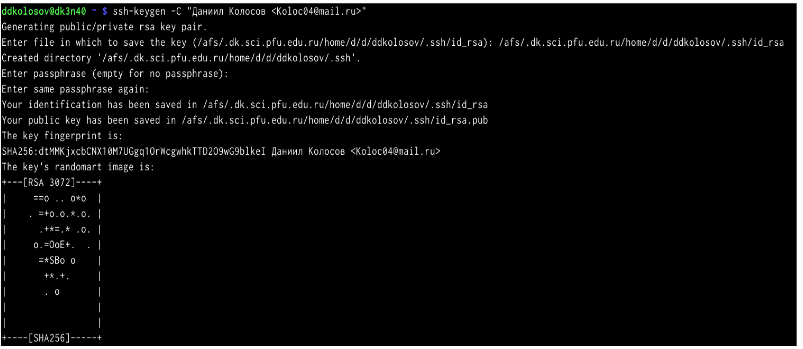 ddkolosov@dk3n40 ~ $ ssh-keygen -C "Даниил Колосов <Koloc04@mail.ru>"
Generating public/private rsa key pair.
Enter file in which to save the key (/afs/.dk.sci.pfu.edu.ru/home/d/d/ddkolosov/.ssh/id_rsa): /afs/.dk.sci.pfu.edu.ru/home/d/d/ddkolosov/.ssh/id_rsa
Created directory '/afs/.dk.sci.pfu.edu.ru/home/d/d/ddkolosov/.ssh'.
Enter passphrase (empty for no passphrase):
Enter same passphrase again:
Your identification has been saved in /afs/.dk.sci.pfu.edu.ru/home/d/d/ddkolosov/.ssh/id_rsa
Your public key has been saved in /afs/.dk.sci.pfu.edu.ru/home/d/d/ddkolosov/.ssh/id_rsa.pub
The key fingerprint is:
SHA256:dtMMKjxcbCNX10M7UGgq1OrWcgwhkTTD2O9wG9blkeI Даниил Колосов <Koloc04@mail.ru>
The key's randomart image is:
+---[RSA 3072]----+
|    ==o .. o*o   |
|   . =+o.o.*.o.  |
|     .+*=.* .o.  |
|    o.=OoE+.  .  |
|     =*SBo o     |
|      +*.+.      |
|      . o        |
|                 |
|                 |
+----[SHA256]-----+